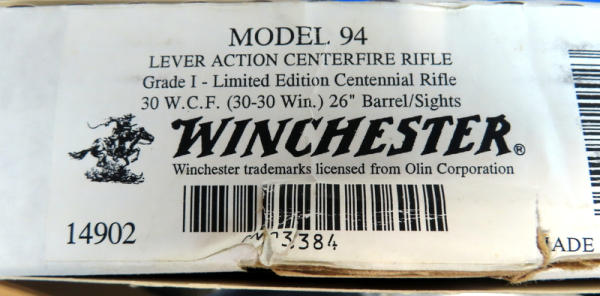 MODEL 94
LEVER ACTION CENTERFIRE RIFLE
Grade I - Limited Edition Centennial Rifle
30 W.C.F. (30-30 Win.) 26" Barrel/Sights
WINCHESTER®
Winchester trademarks licensed from Olin Corporation
14902
3384